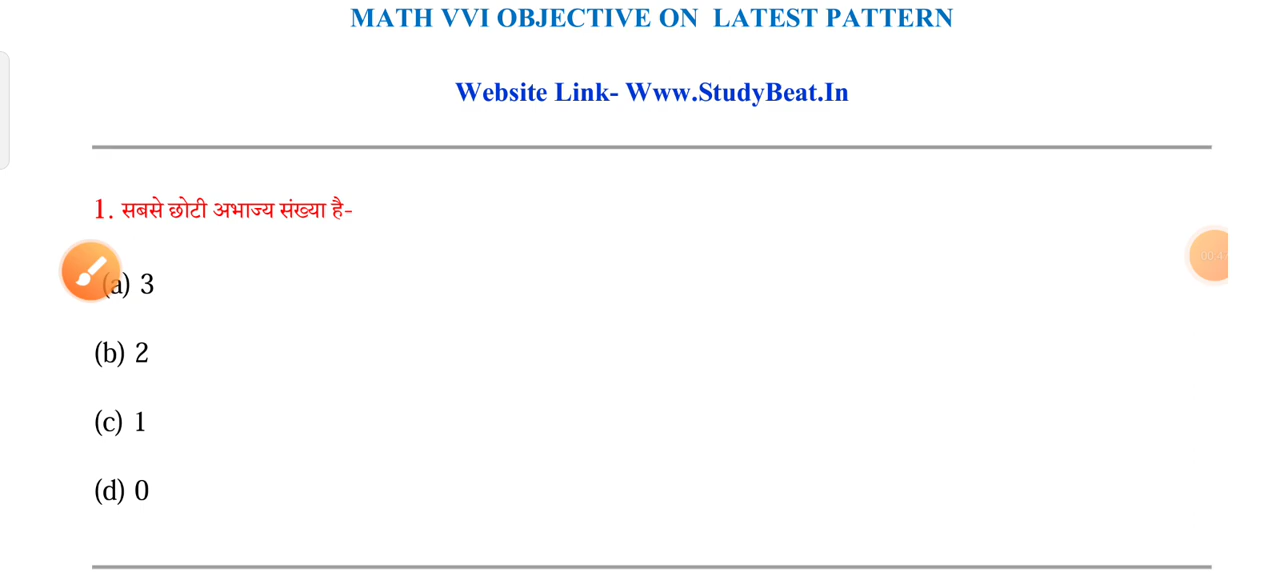 MATH VVI OBJECTIVE ON LATEST PATTERN
Website Link- Www.StudyBeat.In
1. सबसे छोटी अभाज्य संख्या है-
(a) 3
(b) 2
(c) 1
(d) 0